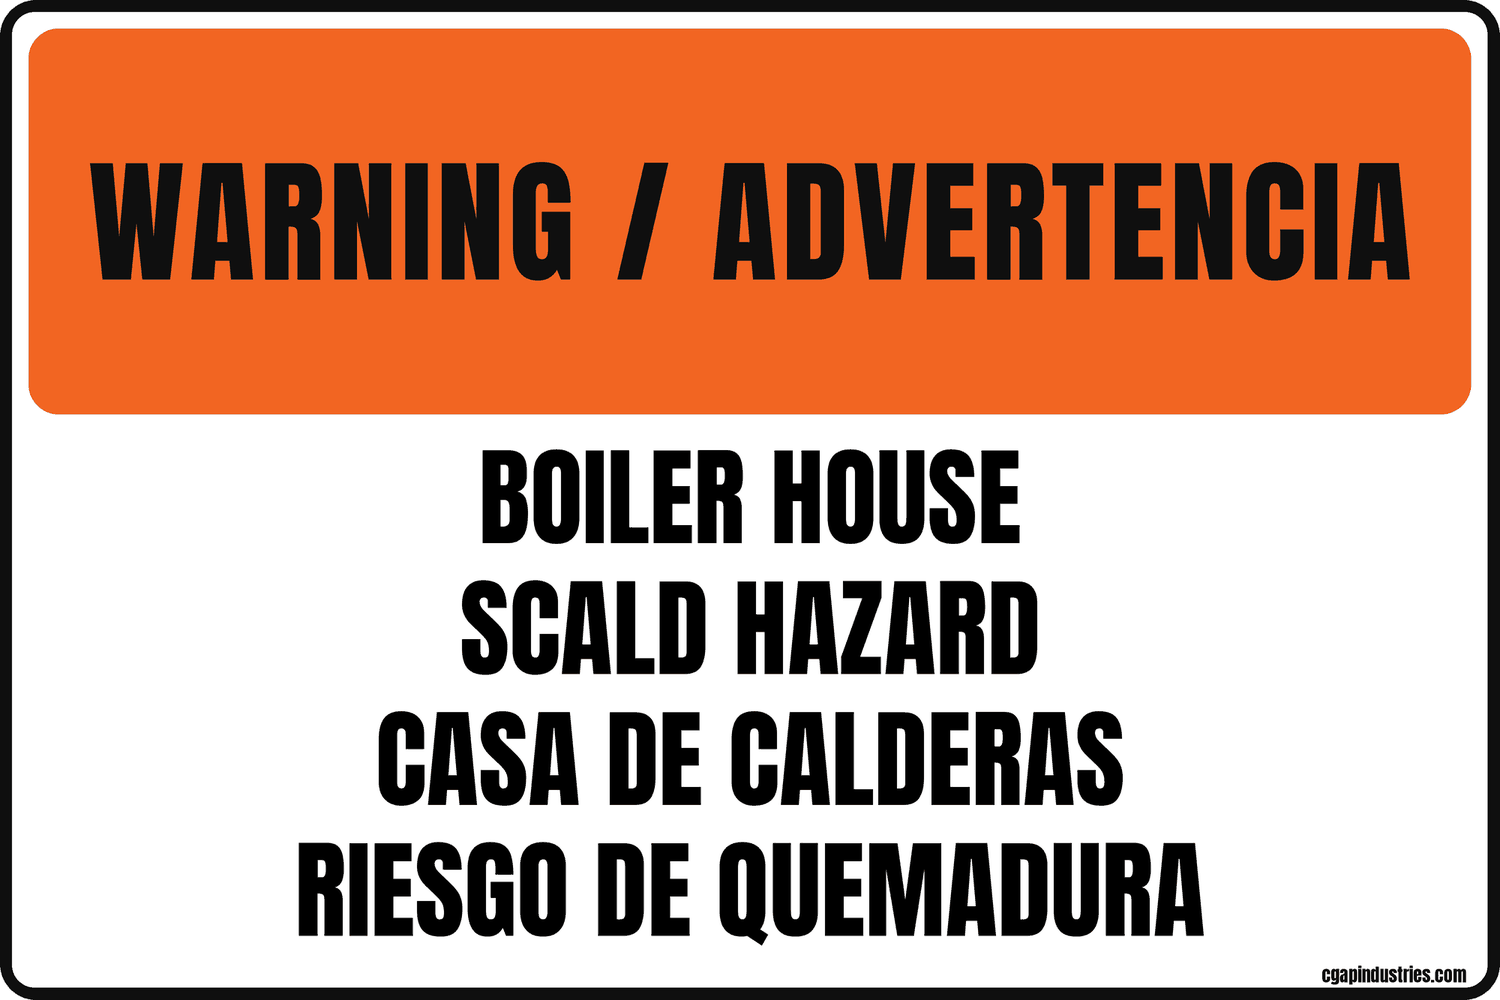 WARNING / ADVERTENCIA
BOILER HOUSE
SCALD HAZARD
CASA DE CALDERAS
RIESGO DE QUEMADURA
cgapindustries.com